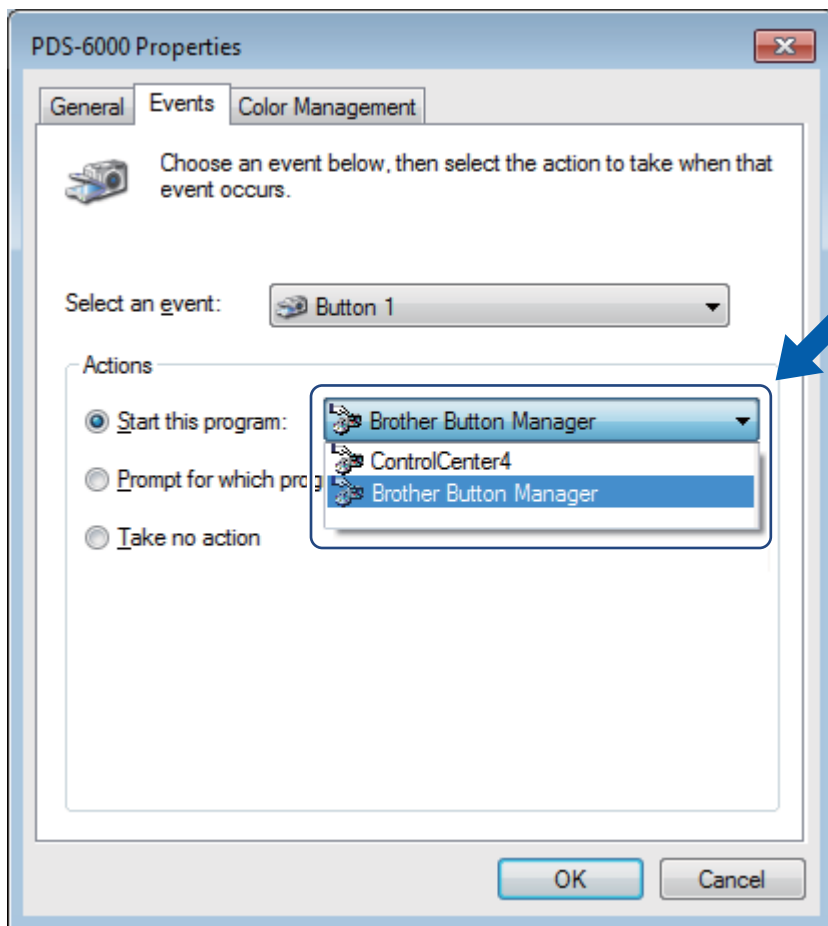 PDS-6000 Properties
General Events Color Management
Choose an event below, then select the action to take when that
event occurs.
Select an event: Button 1
Actions
Start this program: Brother Button Manager
ControlCenter4
Prompt for which prog
Brother Button Manager
Take no action
OK Cancel